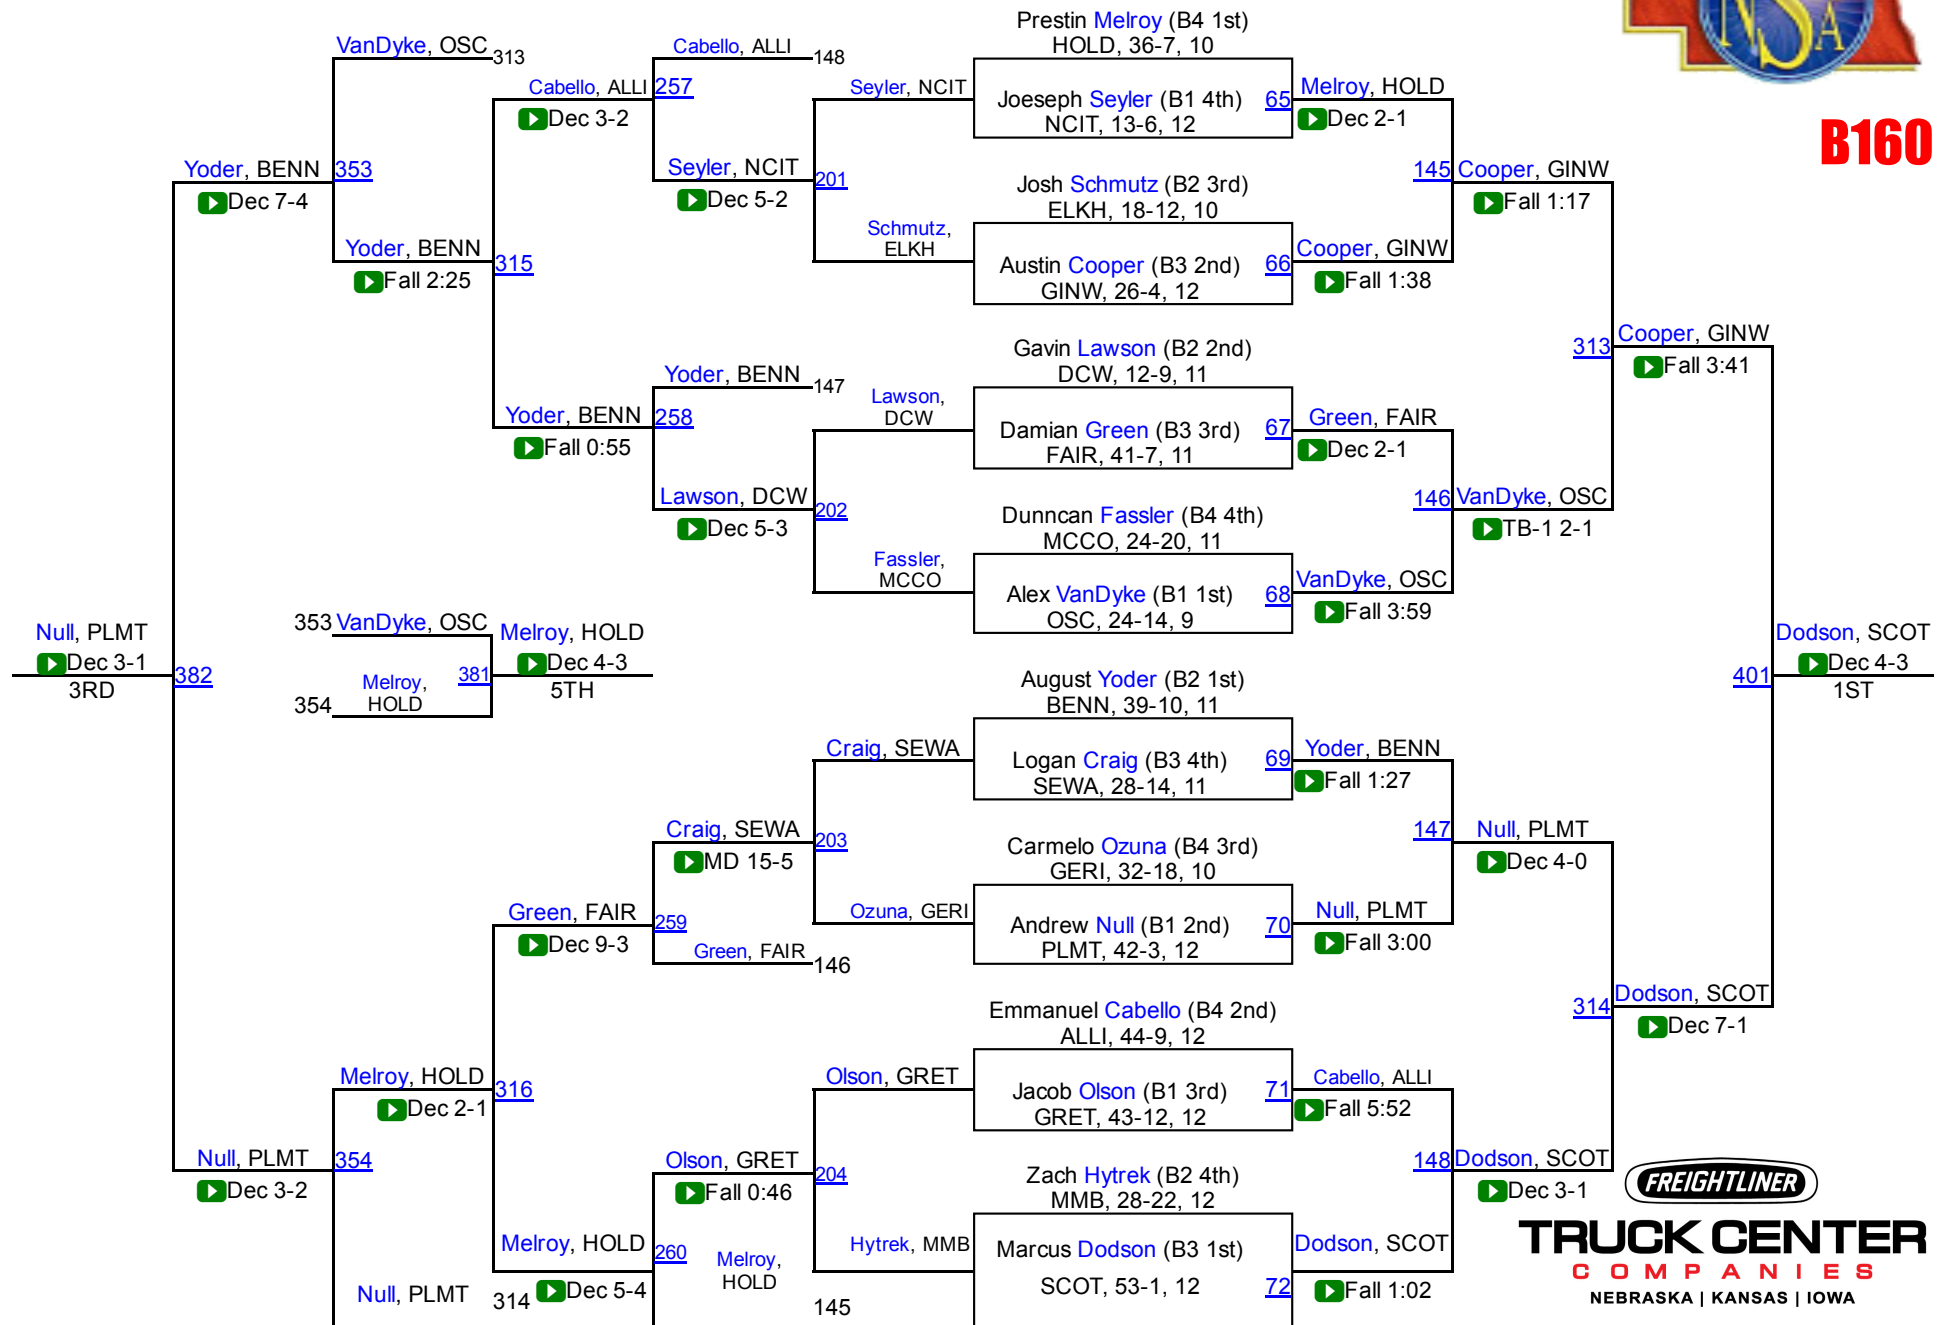 NSA
B160
VanDyke, OSC
313
Cabello, ALLI
148
Prestin Melroy (B4 1st)
HOLD, 36-7, 10
Cabello, ALLI
257
Dec 3-2
Seyler, NCIT
Joeseph Seyler (B1 4th)
NCIT, 13-6, 12
65
Melroy, HOLD
Dec 2-1
Yoder, BENN
353
Dec 7-4
Seyler, NCIT
201
Dec 5-2
Josh Schmutz (B2 3rd)
ELKH, 18-12, 10
145
Cooper, GINW
Fall 1:17
Yoder, BENN
315
Fall 2:25
Schmutz,
ELKH
Austin Cooper (B3 2nd)
GINW, 26-4, 12
66
Cooper, GINW
Fall 1:38
Gavin Lawson (B2 2nd)
DCW, 12-9, 11
313
Cooper, GINW
Fall 3:41
Yoder, BENN
147
Yoder, BENN
258
Fall 0:55
Lawson,
DCW
Damian Green (B3 3rd)
FAIR, 41-7, 11
67
Green, FAIR
Dec 2-1
Lawson, DCW
202
Dec 5-3
Dunncan Fassler (B4 4th)
MCCO, 24-20, 11
146
VanDyke, OSC
TB-1 2-1
Fassler,
MCCO
Alex VanDyke (B1 1st)
OSC, 24-14, 9
68
VanDyke, OSC
Fall 3:59
Null, PLMT
Dec 3-1
3RD
382
353
VanDyke, OSC
Melroy,
HOLD
354
381
Melroy, HOLD
Dec 4-3
5TH
August Yoder (B2 1st)
BENN, 39-10, 11
401
Dodson, SCOT
Dec 4-3
1ST
Craig, SEWA
Logan Craig (B3 4th)
SEWA, 28-14, 11
69
Yoder, BENN
Fall 1:27
Craig, SEWA
203
MD 15-5
Carmelo Ozuna (B4 3rd)
GERI, 32-18, 10
147
Null, PLMT
Dec 4-0
Green, FAIR
259
Dec 9-3
Green, FAIR
146
Ozuna, GERI
Andrew Null (B1 2nd)
PLMT, 42-3, 12
70
Null, PLMT
Fall 3:00
Emmanuel Cabello (B4 2nd)
ALLI, 44-9, 12
314
Dodson, SCOT
Dec 7-1
Melroy, HOLD
316
Dec 2-1
Olson, GRET
Jacob Olson (B1 3rd)
GRET, 43-12, 12
71
Cabello, ALLI
Fall 5:52
Null, PLMT
354
Dec 3-2
Olson, GRET
204
Fall 0:46
Zach Hytrek (B2 4th)
MMB, 28-22, 12
148
Dodson, SCOT
Dec 3-1
Melroy, HOLD
260
Dec 5-4
Melroy,
HOLD
145
Hytrek, MMB
Marcus Dodson (B3 1st)
SCOT, 53-1, 12
72
Dodson, SCOT
Fall 1:02
Null, PLMT
314
FREIGHTLINER
TRUCK CENTER
COMPANIES
NEBRASKA | KANSAS | IOWA